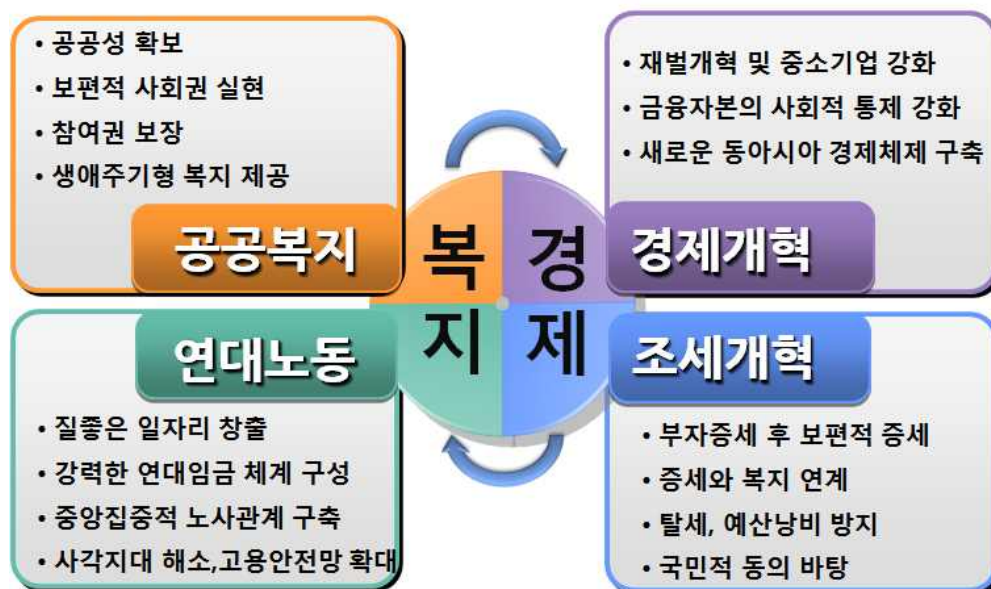 • 공공성 확보
• 보편적 사회권 실현
• 참여권 보장
• 생애주기형 복지 제공
공공복지
• 재벌개혁 및 중소기업 강화
• 금융자본의 사회적 통제 강화
• 새로운 동아시아 경제체제 구축
경제개혁
복 경
지 제
연대노동
• 질좋은 일자리 창출
• 강력한 연대임금 체계 구성
• 중앙집중적 노사관계 구축
• 사각지대 해소,고용안전망 확대
조세개혁
• 부자증세 후 보편적 증세
• 증세와 복지 연계
• 탈세, 예산낭비 방지
• 국민적 동의 바탕